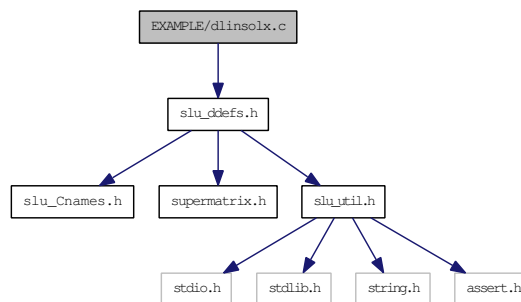 EXAMPLE/dlinsolx.c
slu_ddefs.h
slu_Cnames.h
supermatrix.h
slu_util.h
stdio.h
stdlib.h
string.h
assert.h